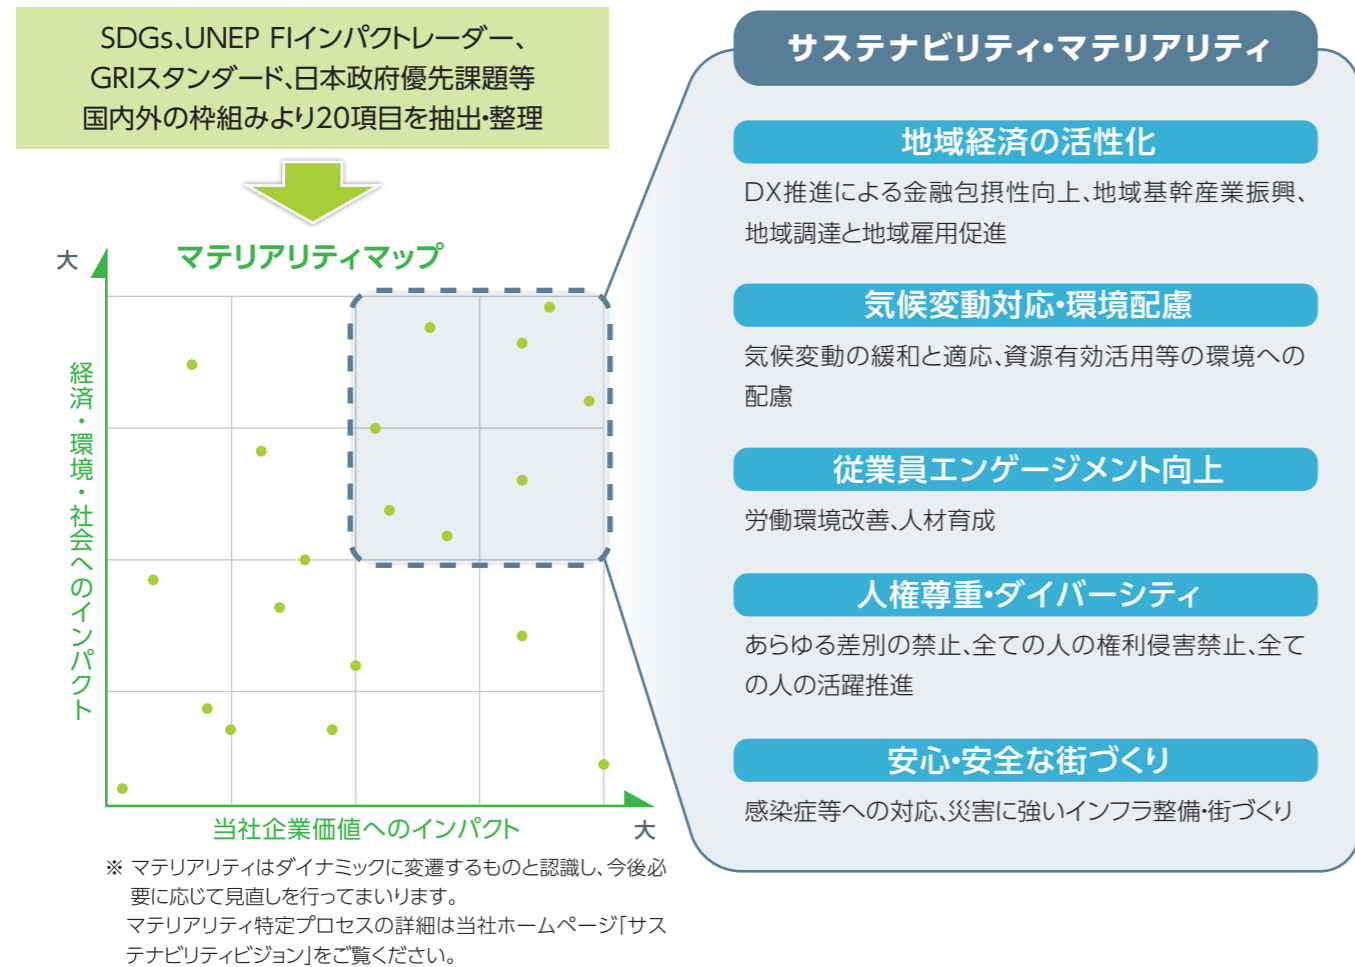 SDGs、UNEP FIインパクトレーダー、
GRIスタンダード、日本政府優先課題等
国内外の枠組みより20項目を抽出・整理
マテリアリティマップ
大
経済・環境・社会へのインパクト
当社企業価値へのインパクト
大
※ マテリアリティはダイナミックに変遷するものと認識し、今後必
要に応じて見直しを行ってまいります。
マテリアリティ特定プロセスの詳細は当社ホームページ「サス
テナビリティビジョン」をご覧ください。
サステナビリティ・マテリアリティ
地域経済の活性化
DX推進による金融包摂性向上、地域基幹産業振興、
地域調達と地域雇用促進
気候変動対応・環境配慮
気候変動の緩和と適応、資源有効活用等の環境への
配慮
従業員エンゲージメント向上
労働環境改善、人材育成
人権尊重・ダイバーシティ
あらゆる差別の禁止、全ての人の権利侵害禁止、全て
の人の活躍推進
安心・安全な街づくり
感染症等への対応、災害に強いインフラ整備・街づくり